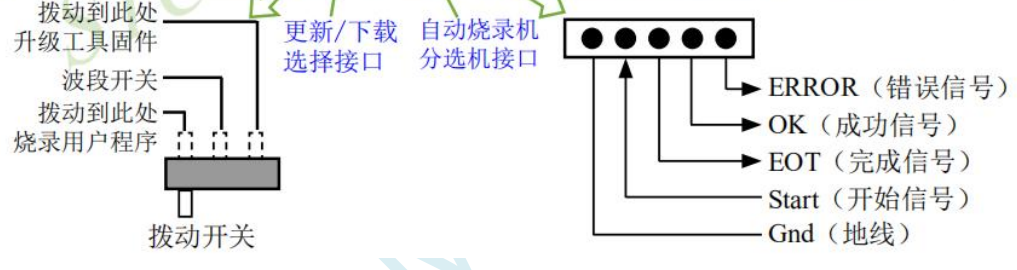 拨动到此处
升级工具固件
波段开关
拨动到此处
烧录用户程序
拨动开关
更新/下载
选择接口
自动烧录机
分选机接口
ERROR（错误信号）
OK（成功信号）
EOT（完成信号）
Start（开始信号）
Gnd（地线）